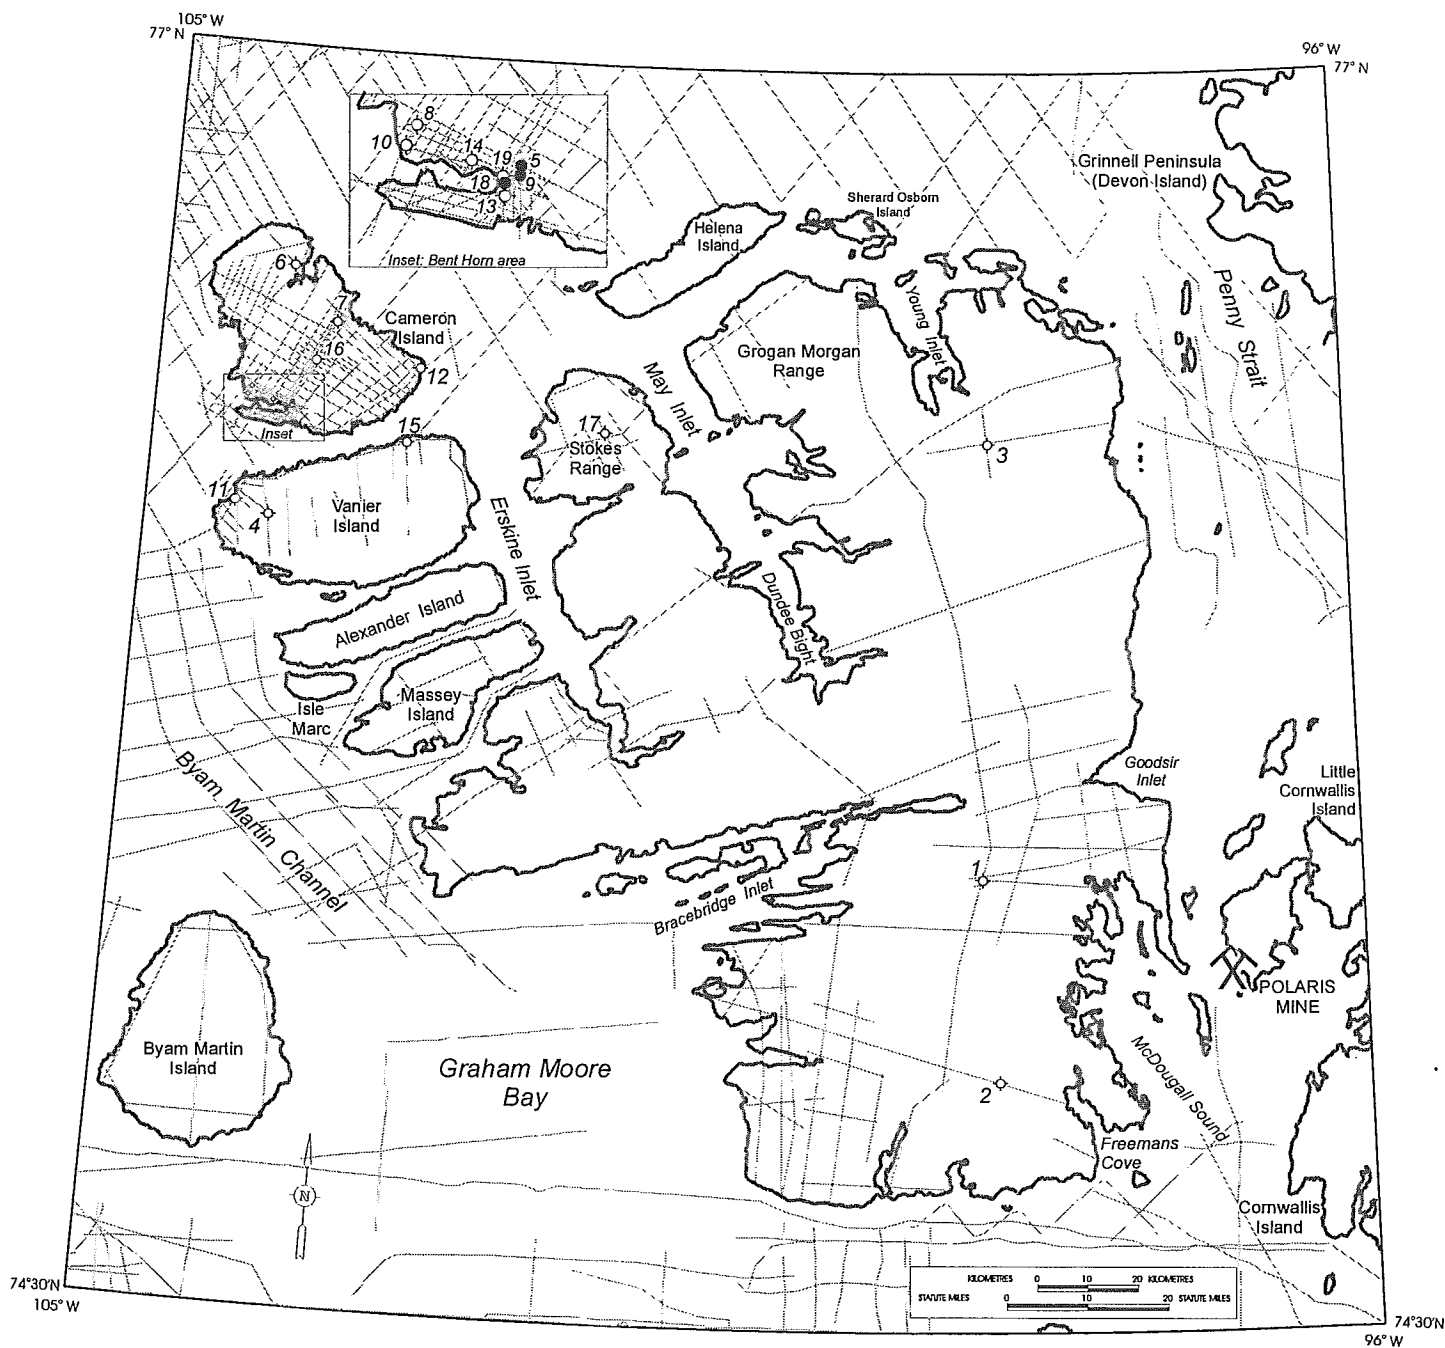 105° W
77° N
96° W
77° N
8
10
14
19
5
18
9
13
Inset: Bent Horn area
Grinnell Peninsula
(Devon Island)
Sherard Osborn
Island
Helena
Island
6
7
Cameron
Island
16
12
Inset
Young Inlet
Penny Strait
Grogan Morgan
Range
May Inlet
15
17
Stokes
Range
3
11
4
Vanier
Island
Erskine Inlet
Dundee Bight
Alexander Island
Isle
Marc
Massey
Island
Byam Martin Channel
Goodsir
Inlet
Little
Cornwallis
Island
1
Bracebridge Inlet
POLARIS
MINE
Byam Martin
Island
Graham Moore
Bay
2
McDougall Sound
Freemans
Cove
N
Cornwallis
Island
KILOMETRES 0 10 20 KILOMETRES
STATUTE MILES 0 10 20 STATUTE MILES
74°30'N
105° W
74°30'N
96° W